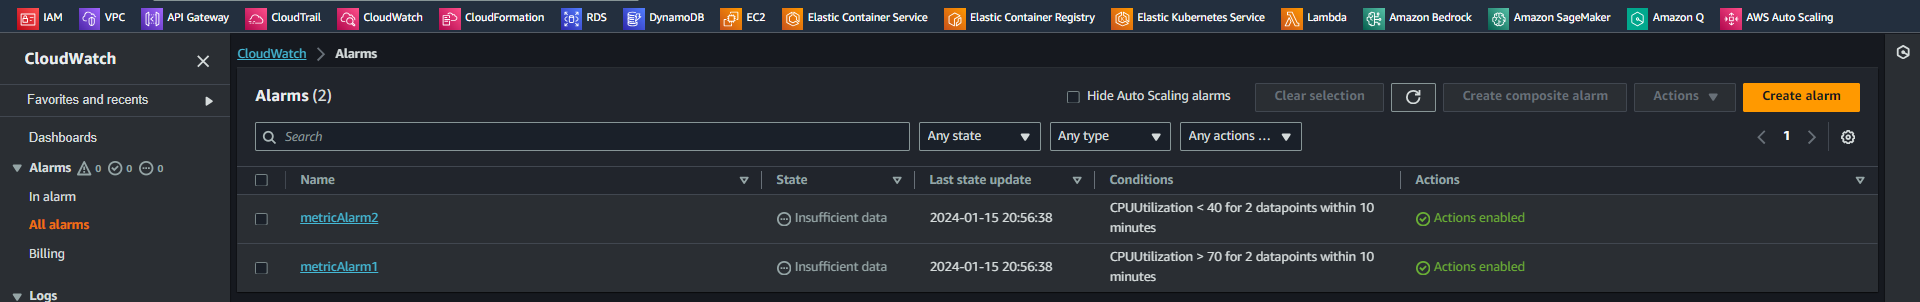 IAM VPC API Gateway CloudTrail CloudWatch CloudFormation RDS DynamoDB EC2 Elastic Container Service Elastic Container Registry Elastic Kubernetes Service Lambda Amazon Bedrock Amazon SageMaker Amazon Q AWS Auto Scaling
CloudWatch
Favorites and recents
Dashboards
Alarms 0 0 0
In alarm
All alarms
Billing
Logs
CloudWatch Alarms
Alarms (2) Hide Auto Scaling alarms Clear selection Create composite alarm Actions Create alarm
Search Any state Any type Any actions ... 1
Name State Last state update Conditions Actions
metricAlarm2 Insufficient data 2024-01-15 20:56:38 CPUUtilization < 40 for 2 datapoints within 10 Actions enabled
minutes
metricAlarm1 Insufficient data 2024-01-15 20:56:38 CPUUtilization > 70 for 2 datapoints within 10 Actions enabled
minutes